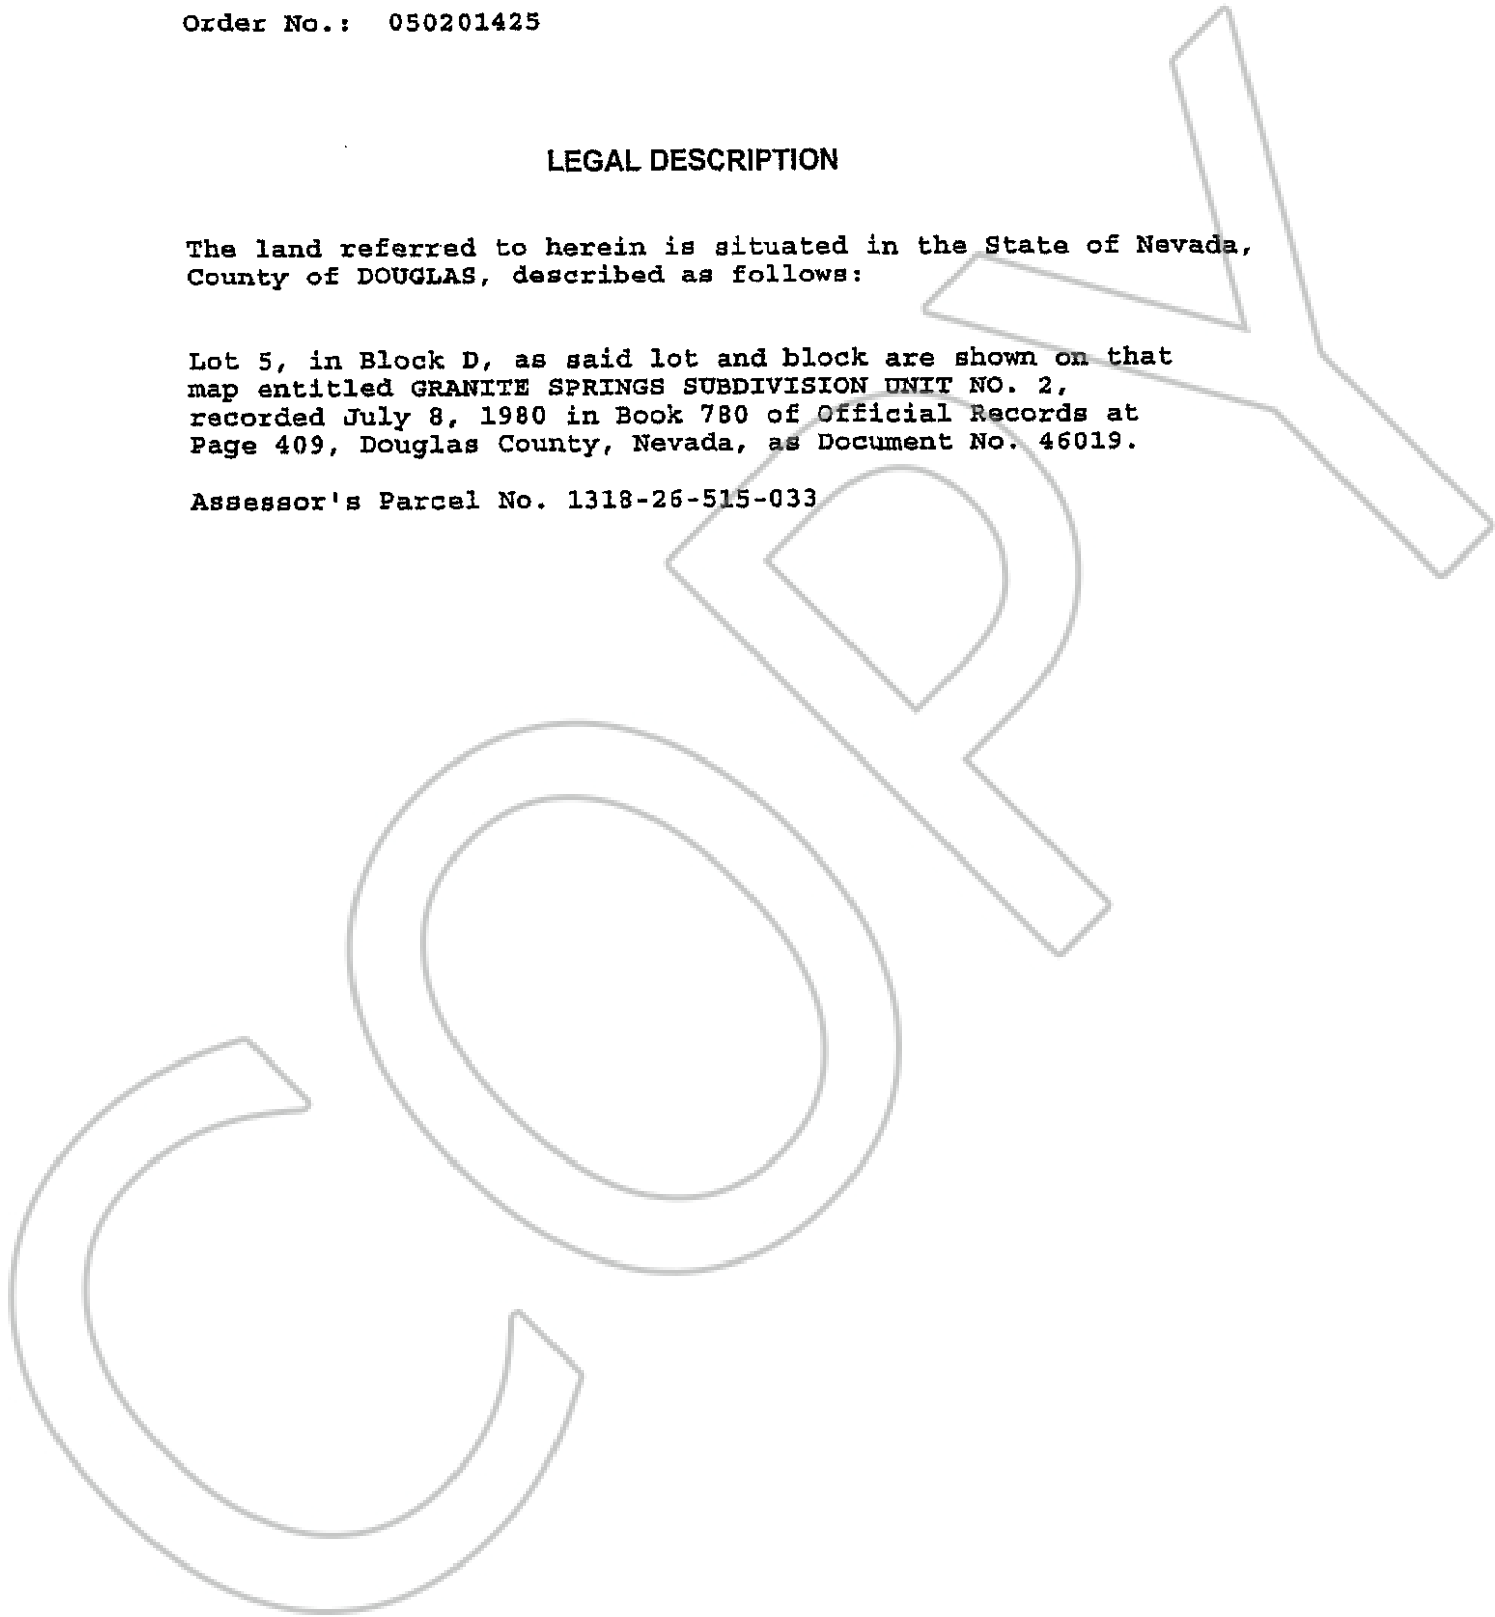 Order No.: 050201425
LEGAL DESCRIPTION
The land referred to herein is situated in the State of Nevada,
County of DOUGLAS, described as follows:
Lot 5, in Block D, as said lot and block are shown on that
map entitled GRANITE SPRINGS SUBDIVISION UNIT NO. 2,
recorded July 8, 1980 in Book 780 of Official Records at
Page 409, Douglas County, Nevada, as Document No. 46019.
Assessor's Parcel No. 1318-26-515-033
COPY